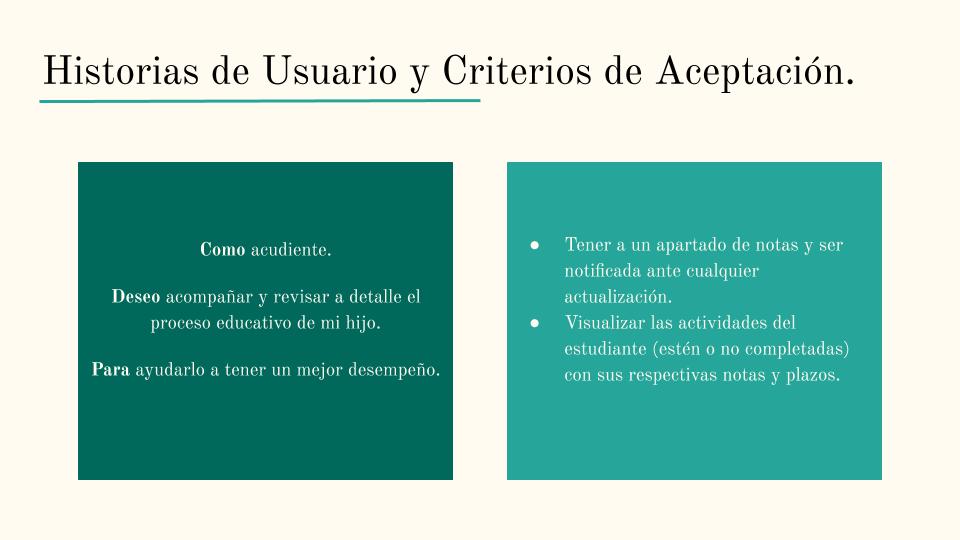 Historias de Usuario y Criterios de Aceptación.
Como acudiente.
Deseo acompañar y revisar a detalle el
proceso educativo de mi hijo.
Para ayudarlo a tener un mejor desempeño.
● Tener a un apartado de notas y ser
notificada ante cualquier
actualización.
● Visualizar las actividades del
estudiante (estén o no completadas)
con sus respectivas notas y plazos.